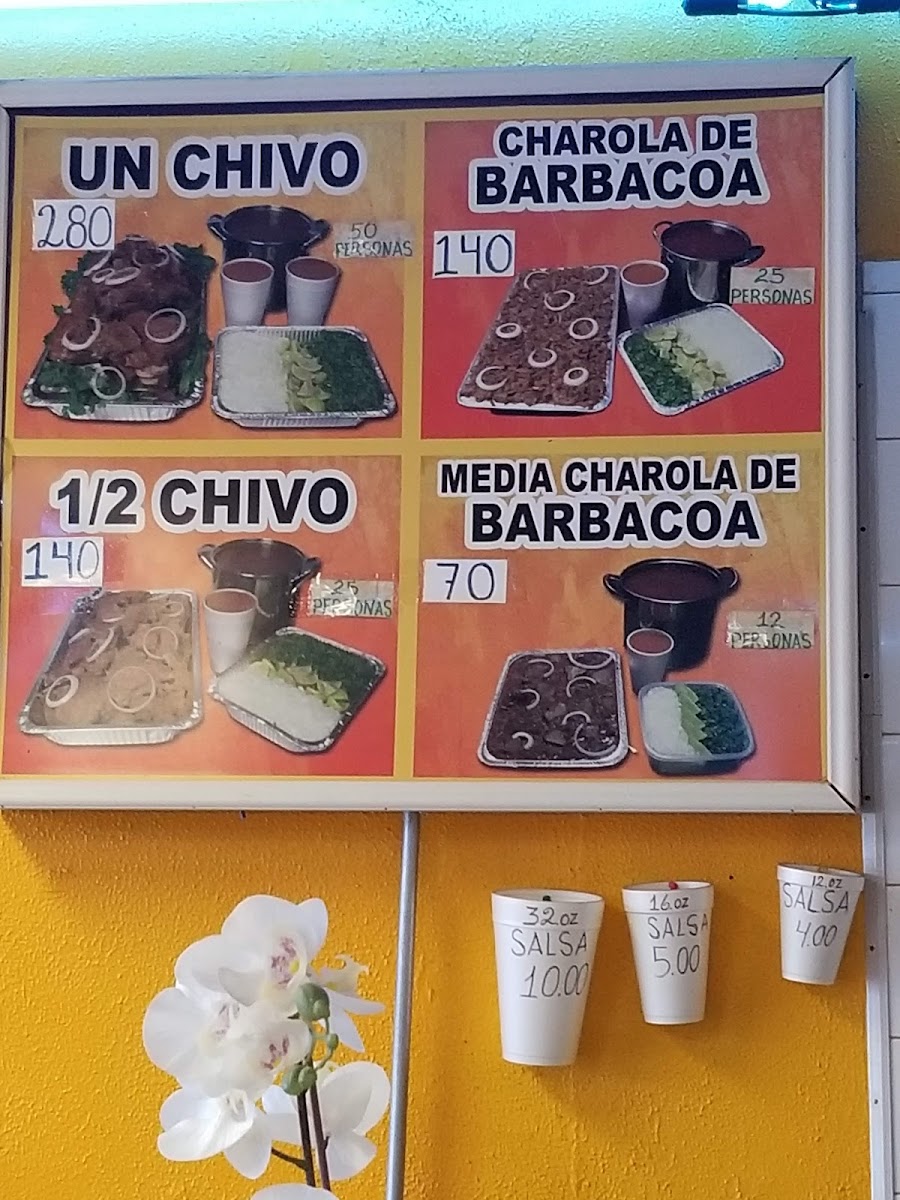 UN CHIVO
280
50
PERSONAS
CHAROLA DE
BARBACOA
140
25
PERSONAS
1/2 CHIVO
140
25
PERSONAS
MEDIA CHAROLA DE
BARBACOA
70
12
PERSONAS
32.oz
SALSA
10.00
16.oz
SALSA
5.00
12.oz
SALSA
4.00